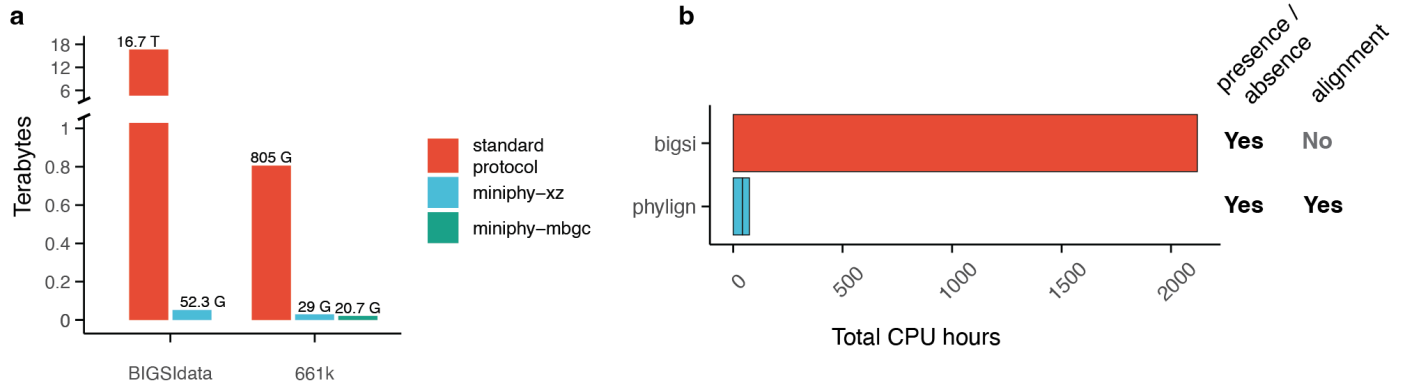 a
Terabytes
18
12
6
1
0.8
0.6
0.4
0.2
0
16.7 T
52.3 G
805 G
29 G
20.7 G
BIGSIdata
661k
standard
protocol
miniphy–xz
miniphy–mbgc
b
presence /
absence
alignment
bigsi
Yes
No
phylign
Yes
Yes
0
500
1000
1500
2000
Total CPU hours